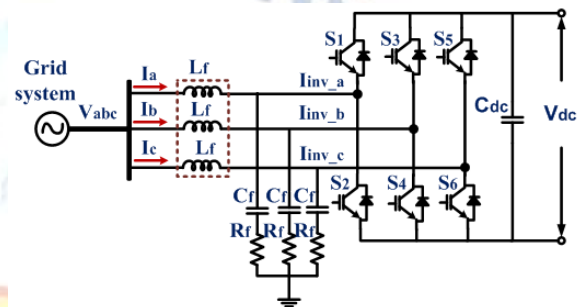 Grid
system
Vabc
Ia
Lf
Ib
Lf
Ic
Lf
Iinv_a
Iinv_b
Iinv_c
Cf
Cf
Cf
Rf
Rf
Rf
S1
S3
S5
S2
S4
S6
Cdc
Vdc